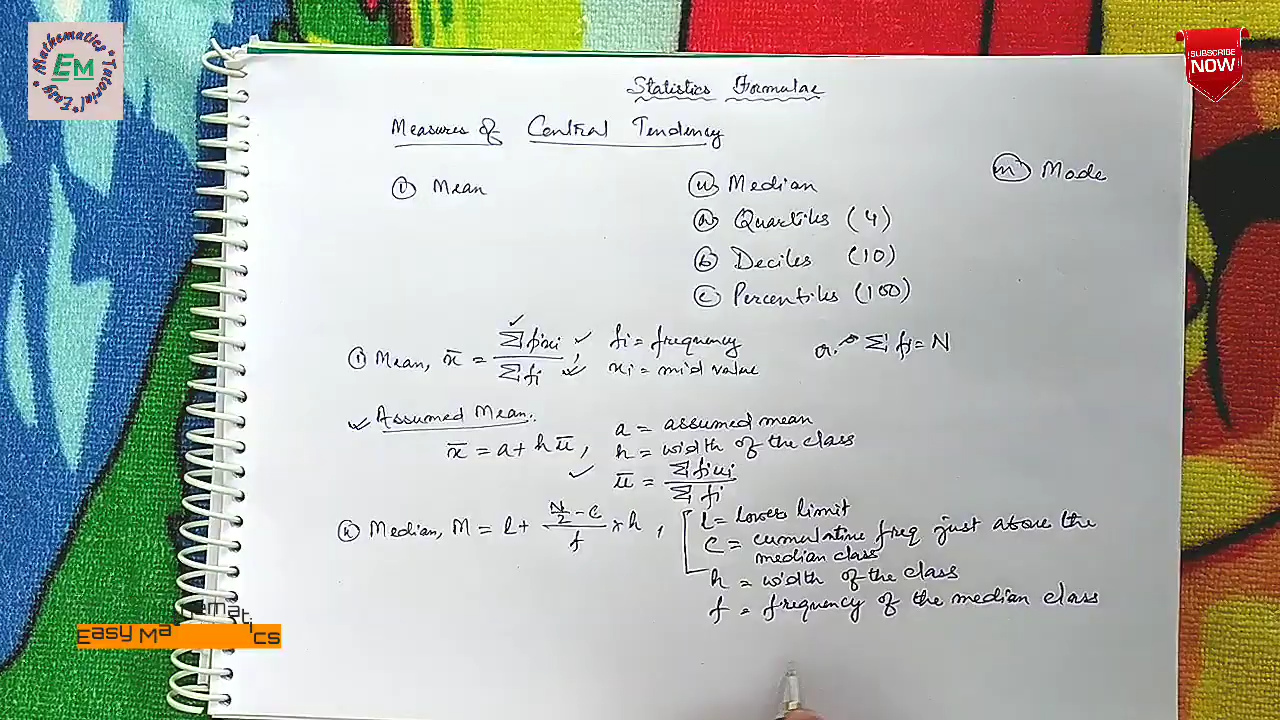 Mathematics Tutorial Easy
EM
SUBSCRIBE
NOW
Statistics Formulae
Measures of Central Tendency
(i) Mean
(ii) Median
(iii) Mode
(a) Quartiles (4)
(b) Deciles (10)
(c) Percentiles (100)
(i) Mean, x̄ = Σfixi / Σfi, fi = frequency
xi = mid value
or Σfi = N
Assumed Mean:
x̄ = a + hū, a = assumed mean
h = width of the class
ū = Σfiui / Σfi
(ii) Median, M = l + (N/2 - C)/f × h, l = lower limit
C = cumulative freq just above the
median class
h = width of the class
f = frequency of the median class
Easy Ma cs